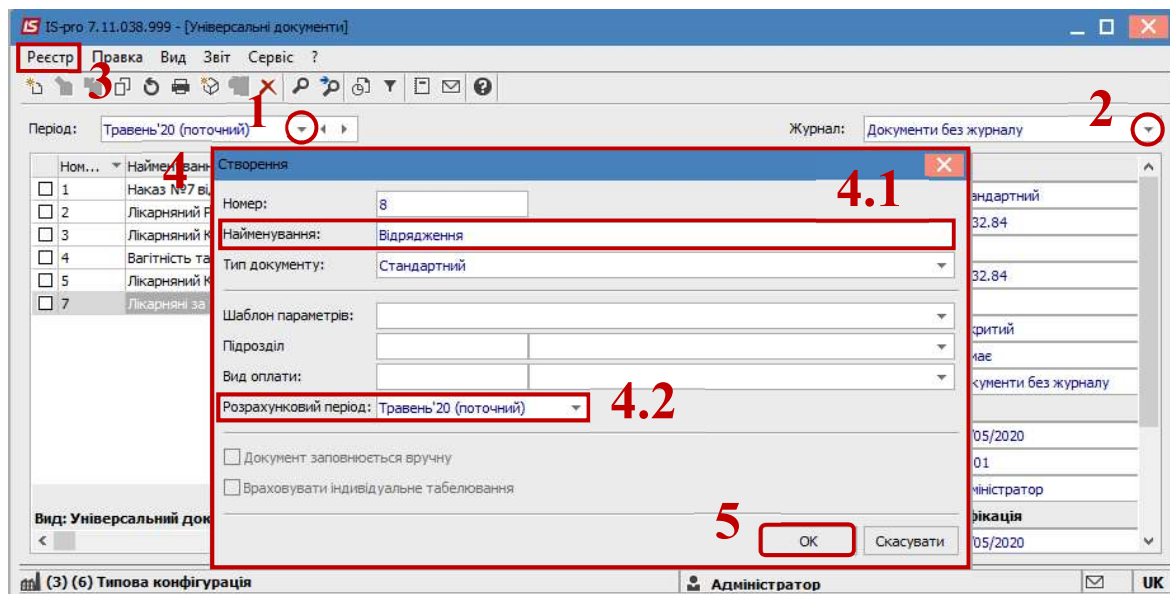 IS-pro 7.11.038.999 - [Універсальні документи]
Реєстр Правка Вид Звіт Сервіс ?
3
1
2
Період: Травень'20 (поточний)
Журнал: Документи без журналу
Ном... Найменуванн
4
1 Наказ №7 від
2 Лікарняний Р
3 Лікарняний К
4 Вагітність та
5 Лікарняний К
7 Лікарняні за
Створення
4.1
Номер: 8
Найменування: Відрядження
Тип документу: Стандартний
Шаблон параметрів:
Підрозділ
Вид оплати:
Розрахунковий період: Травень'20 (поточний)
4.2
Документ заповнюється вручну
Враховувати індивідуальне табелювання
5
ОК Скасувати
андартний
32.84
32.84
критий
має
кументи без журналу
/05/2020
01
міністратор
фікація
/05/2020
Вид: Універсальний док
(3) (6) Типова конфігурація
Адміністратор
UK